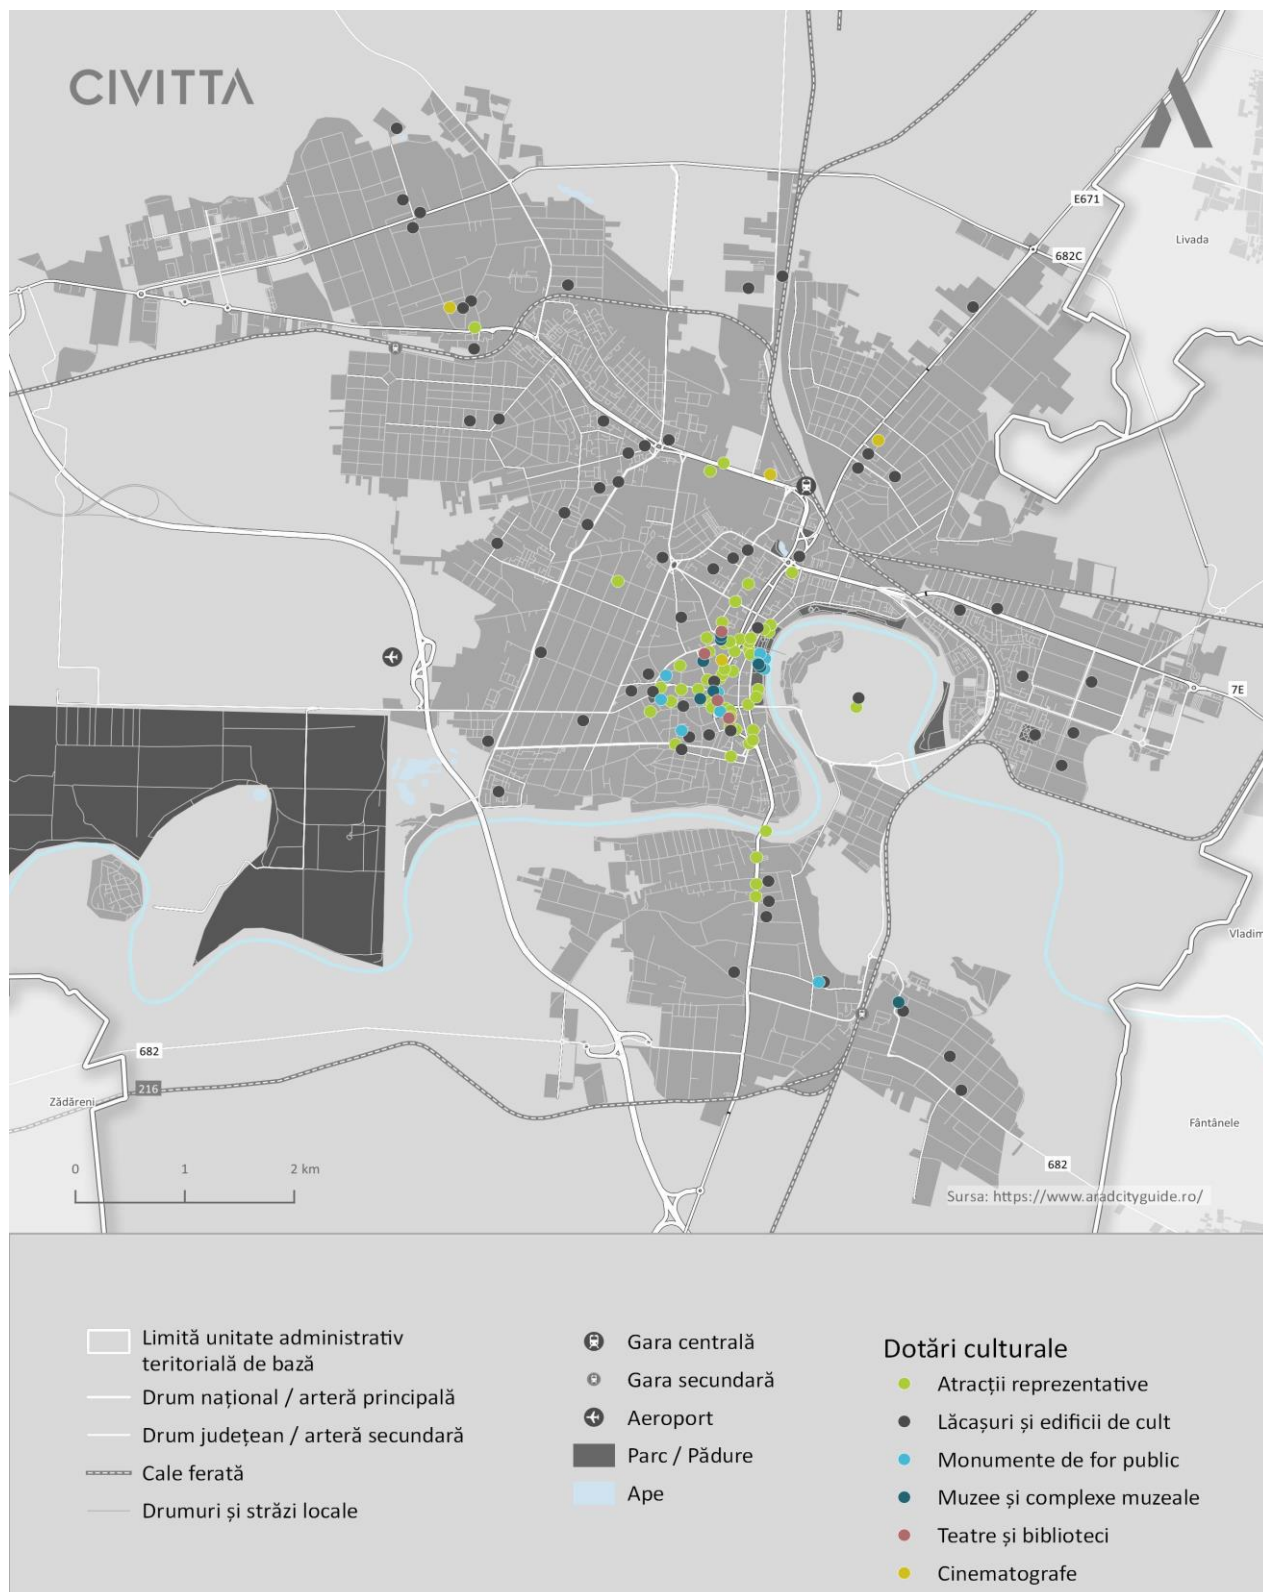 CIVITTA
E671
Livada
682C
7E
Vladim
682
216
Zădăreni
Fântânele
0 1 2 km
682
Sursa: https://www.aradcityguide.ro/
Limită unitate administrativ
teritorială de bază
Drum național / arteră principală
Drum județean / arteră secundară
Cale ferată
Drumuri și străzi locale
Gara centrală
Gara secundară
Aeroport
Parc / Pădure
Ape
Dotări culturale
Atracții reprezentative
Lăcașuri și edificii de cult
Monumente de for public
Muzee și complexe muzeale
Teatre și biblioteci
Cinematografe